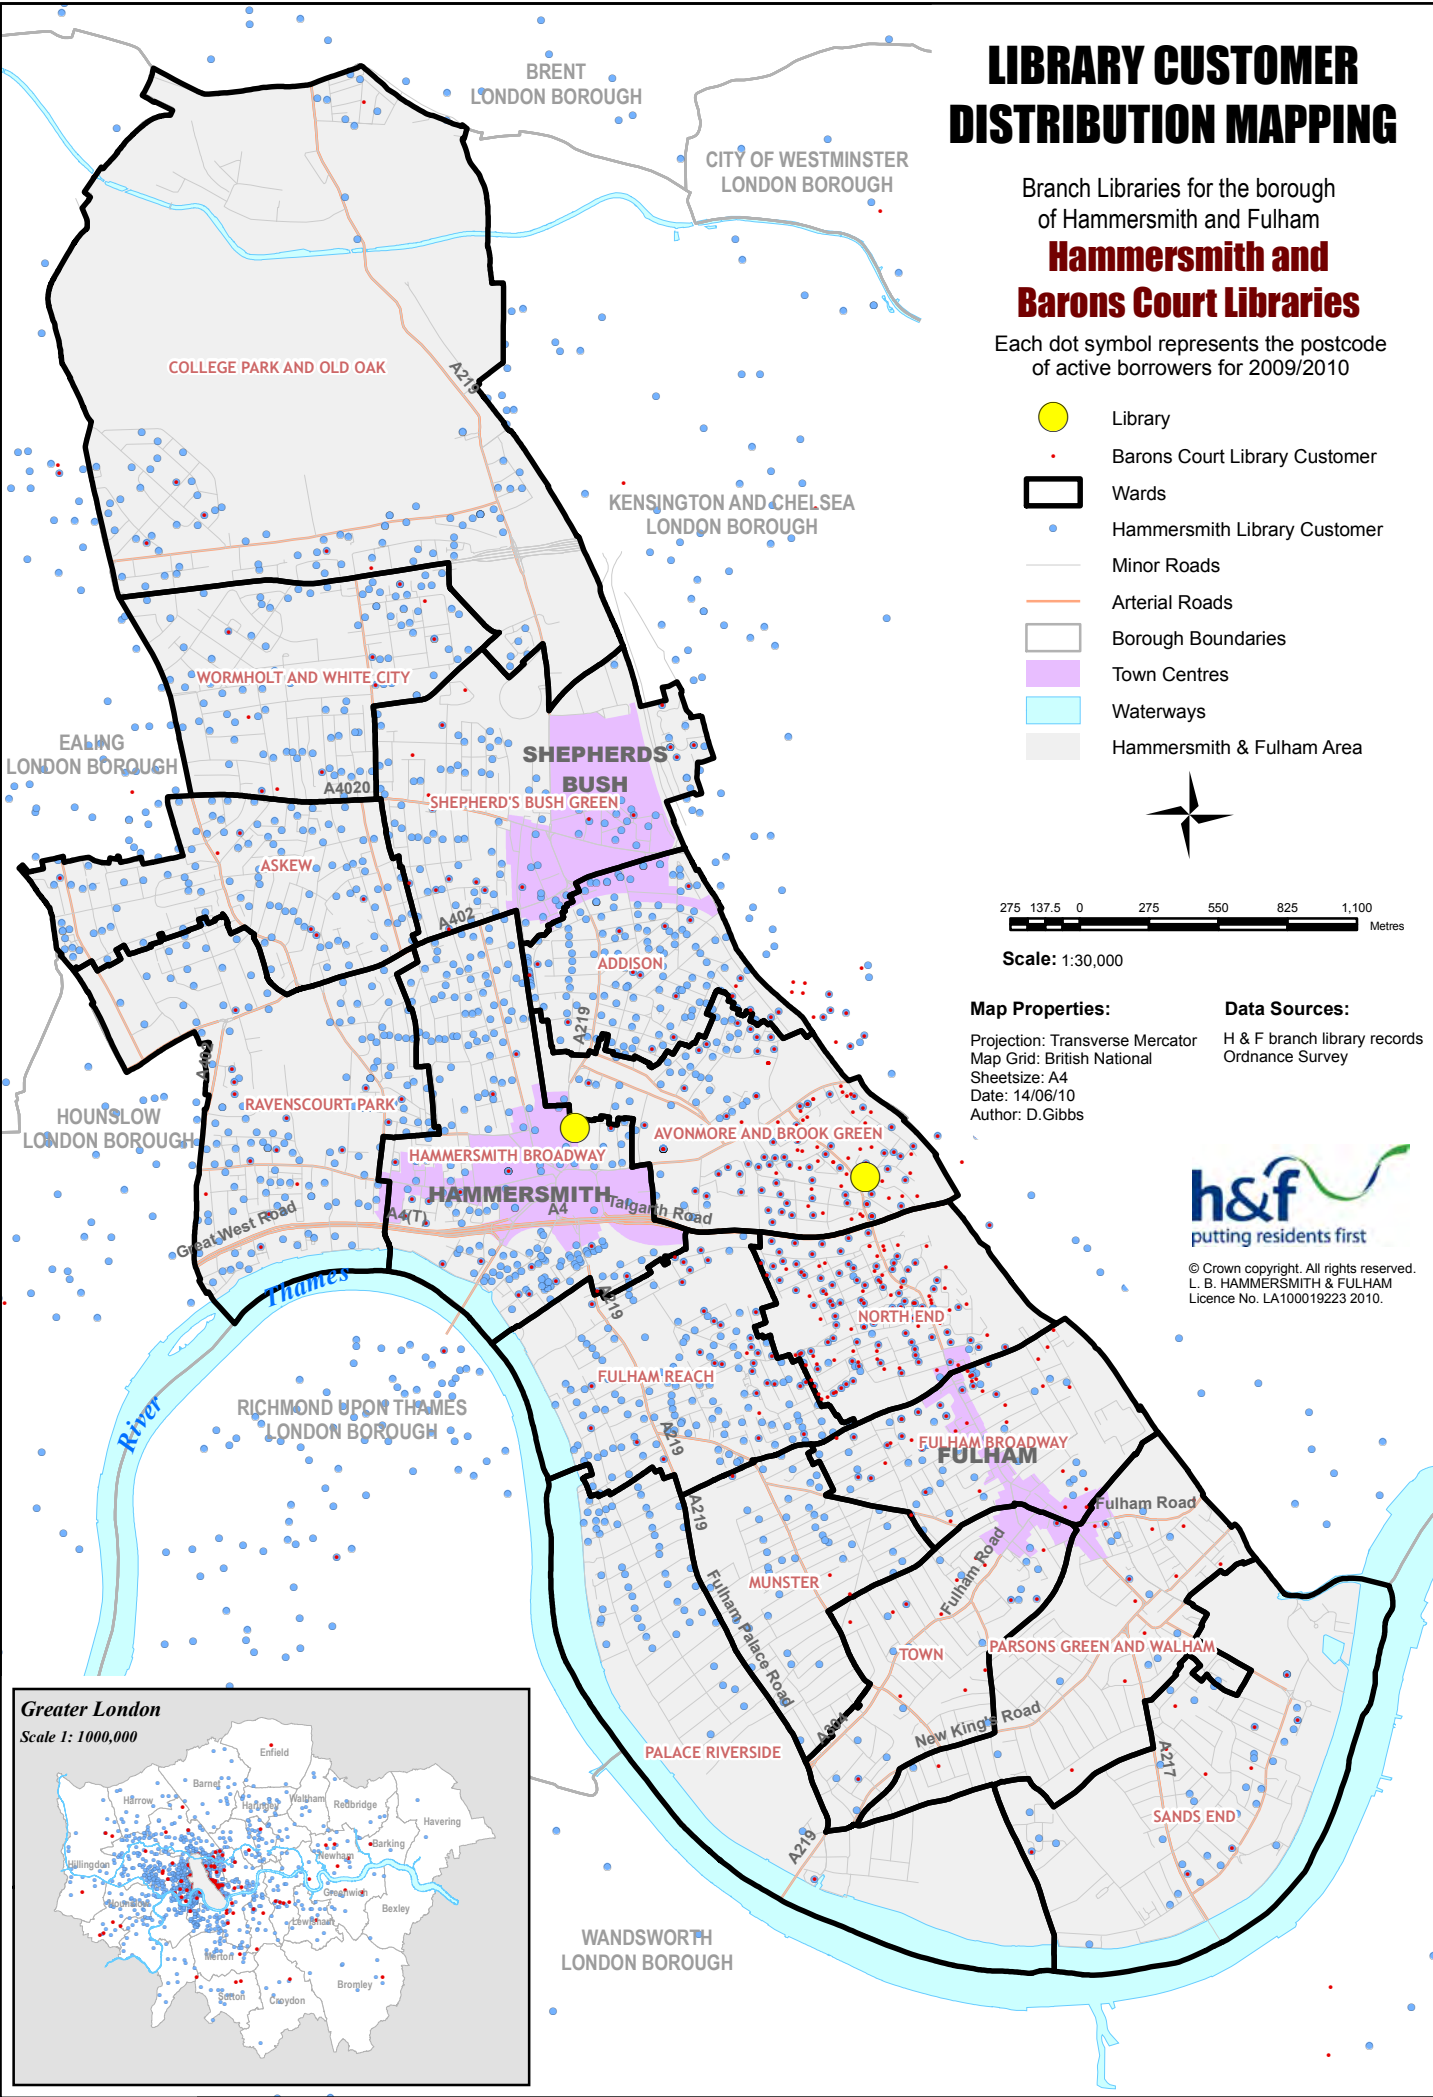 LIBRARY CUSTOMER
DISTRIBUTION MAPPING
Branch Libraries for the borough
of Hammersmith and Fulham
Hammersmith and
Barons Court Libraries
Each dot symbol represents the postcode
of active borrowers for 2009/2010
Library
Barons Court Library Customer
Wards
Hammersmith Library Customer
Minor Roads
Arterial Roads
Borough Boundaries
Town Centres
Waterways
Hammersmith & Fulham Area
275 137.5 0 275 550 825 1,100
Metres
Scale: 1:30,000
Map Properties:
Projection: Transverse Mercator
Map Grid: British National
Sheetsize: A4
Date: 14/06/10
Author: D.Gibbs
Data Sources:
H & F branch library records
Ordnance Survey
h&f
putting residents first
© Crown copyright. All rights reserved.
L. B. HAMMERSMITH & FULHAM
Licence No. LA100019223 2010.
BRENT
LONDON BOROUGH
CITY OF WESTMINSTER
LONDON BOROUGH
COLLEGE PARK AND OLD OAK
A219
KENSINGTON AND CHELSEA
LONDON BOROUGH
WORMHOLT AND WHITE CITY
EALING
LONDON BOROUGH
SHEPHERDS
BUSH
A4020
SHEPHERD'S BUSH GREEN
ASKEW
A402
ADDISON
A219
A402
HOUNSLOW
LONDON BOROUGH
RAVENSCOURT PARK
AVONMORE AND BROOK GREEN
HAMMERSMITH BROADWAY
HAMMERSMITH
A4(T)
A4
Talgarth Road
Great West Road
Thames
A219
NORTH END
FULHAM REACH
RICHMOND UPON THAMES
LONDON BOROUGH
River
A219
FULHAM BROADWAY
FULHAM
A219
Fulham Road
Fulham Road
MUNSTER
Fulham Palace Road
TOWN
PARSONS GREEN AND WALHAM
New King's Road
A304
PALACE RIVERSIDE
A217
SANDS END
A219
WANDSWORTH
LONDON BOROUGH
Greater London
Scale 1: 1000,000
Enfield
Barnet
Harrow
Haringey
Waltham
Redbridge
Havering
Barking
Newham
Hillingdon
Hounslow
Greenwich
Bexley
Lewisham
Merton
Bromley
Sutton
Croydon